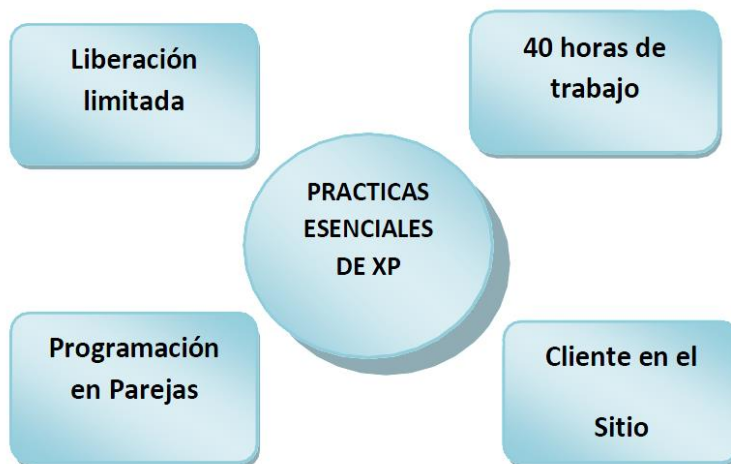 Liberación
limitada
40 horas de
trabajo
PRACTICAS
ESENCIALES
DE XP
Programación
en Parejas
Cliente en el
Sitio